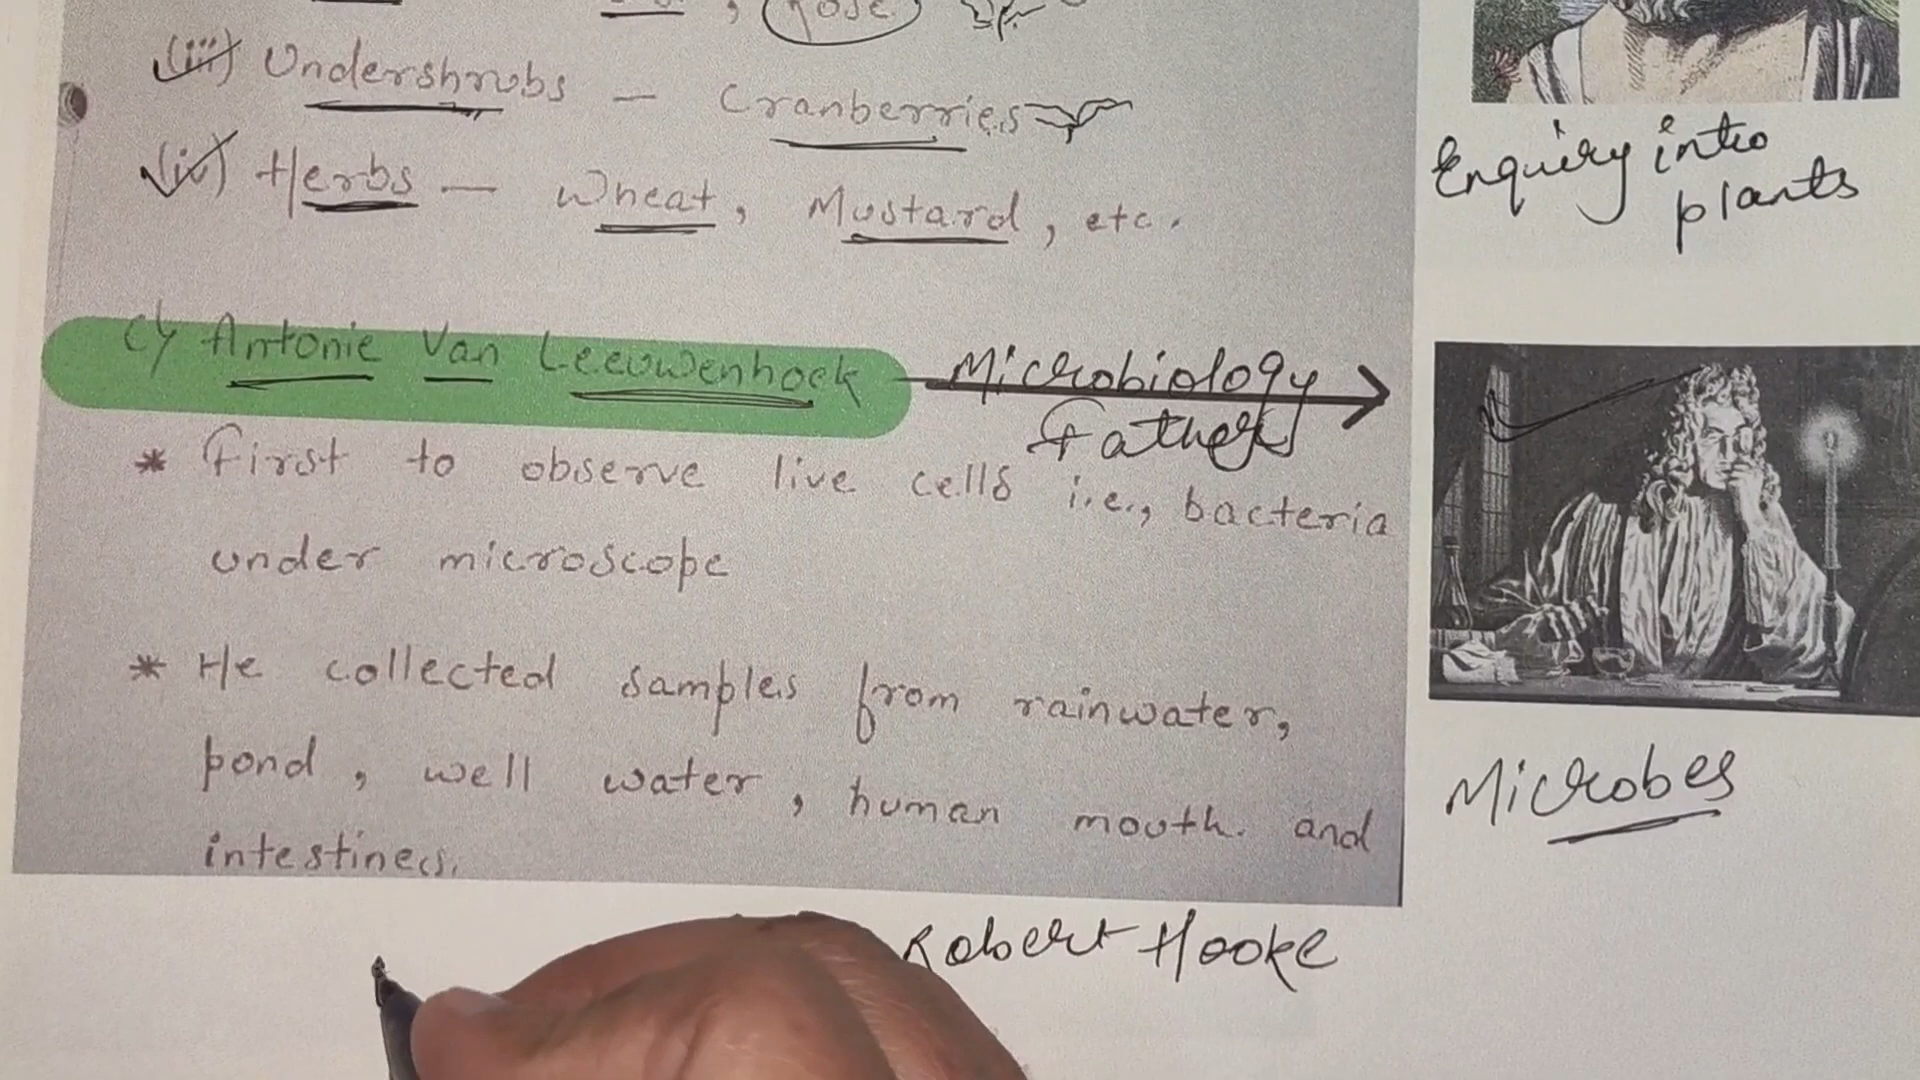 Rose
(iii) Undershrubs - Cranberries
(iv) Herbs - Wheat, Mustard, etc.
Enquiry into
plants
C) Antonie Van Leeuwenhoek
Microbiology
Father
* First to observe live cells i.e., bacteria
under microscope
* He collected samples from rainwater,
pond, well water, human mouth and
intestines.
Microbes
Robert Hooke